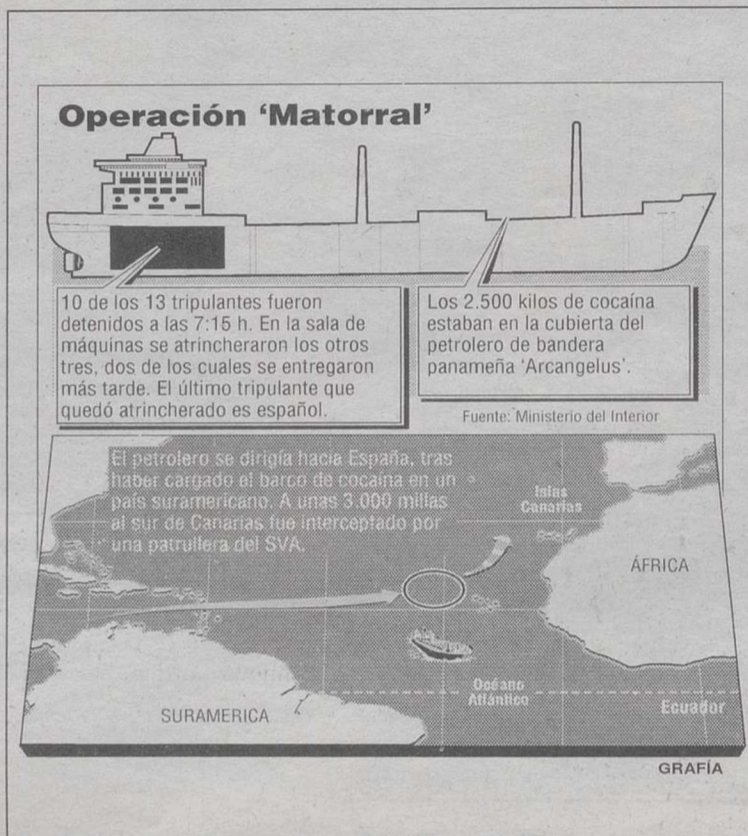 Operación ‘Matorral’
10 de los 13 tripulantes fueron
detenidos a las 7:15 h. En la sala de
máquinas se atrincheraron los otros
tres, dos de los cuales se entregaron
más tarde. El último tripulante que
quedó atrincherado es español.
Los 2.500 kilos de cocaína
estaban en la cubierta del
petrolero de bandera
panameña ‘Arcangelus’.
Fuente: Ministerio del Interior
El petrolero se dirigía hacia España, tras
haber cargado el barco de cocaína en un
país suramericano. A unas 3.000 millas
al sur de Canarias fue interceptado por
una patrullera del SVA.
Islas
Canarias
ÁFRICA
Océano
Atlántico
Ecuador
SURAMERICA
GRAFÍA